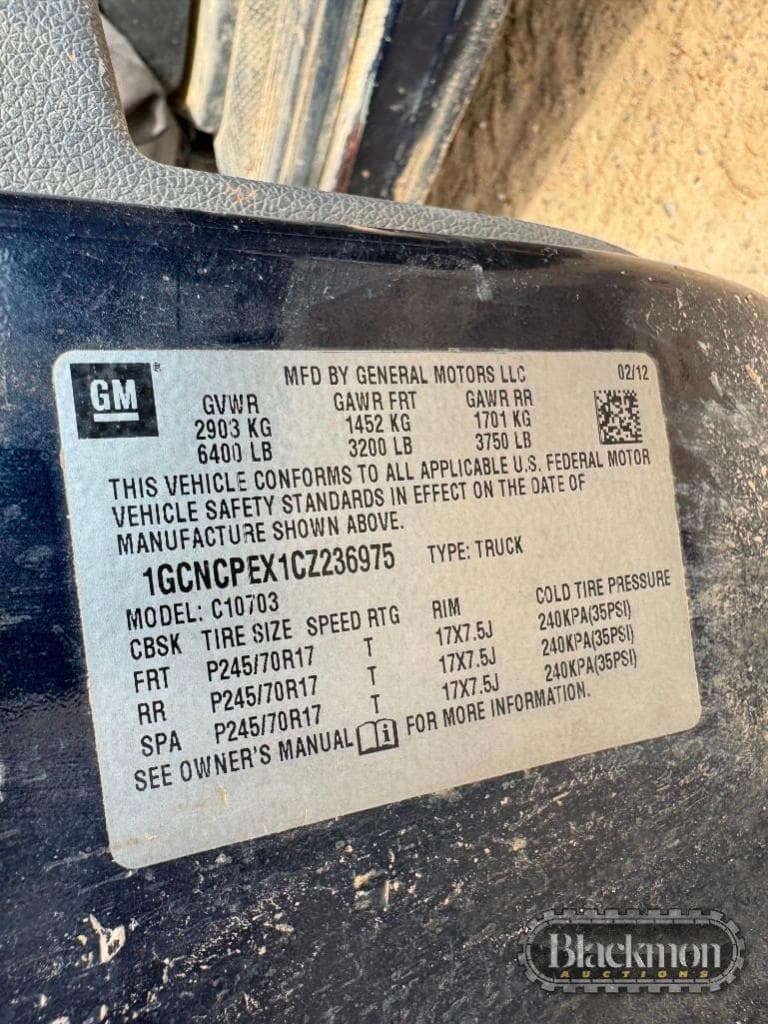 GM
MFD BY GENERAL MOTORS LLC 02/12
GVWR GAWR FRT GAWR RR
2903 KG 1452 KG 1701 KG
6400 LB 3200 LB 3750 LB
THIS VEHICLE CONFORMS TO ALL APPLICABLE U.S. FEDERAL MOTOR
VEHICLE SAFETY STANDARDS IN EFFECT ON THE DATE OF
MANUFACTURE SHOWN ABOVE.
1GCNCPEX1CZ236975 TYPE: TRUCK
MODEL: C10703
CBSK TIRE SIZE SPEED RTG RIM COLD TIRE PRESSURE
FRT P245/70R17 T 17X7.5J 240KPA(35PSI)
RR P245/70R17 T 17X7.5J 240KPA(35PSI)
SPA P245/70R17 T 17X7.5J 240KPA(35PSI)
SEE OWNER'S MANUAL FOR MORE INFORMATION.
Blackmon
AUCTIONS